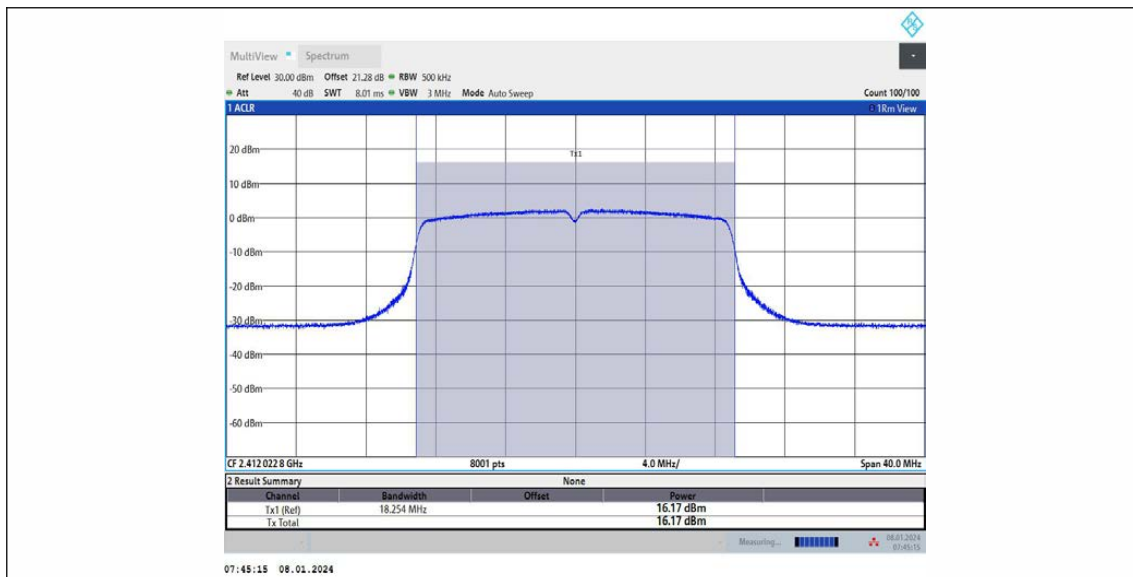 MultiView Spectrum
Ref Level 30.00 dBm Offset 21.28 dB RBW 500 kHz
Att 40 dB SWT 8.01 ms VBW 3 MHz Mode Auto Sweep Count 100/100
1 ACLR 1Rm View
20 dBm
Tx1
10 dBm
0 dBm
-10 dBm
-20 dBm
-30 dBm
-40 dBm
-50 dBm
-60 dBm
CF 2.412 022 8 GHz 8001 pts 4.0 MHz/ Span 40.0 MHz
2 Result Summary None
Channel Bandwidth Offset Power
Tx1 (Ref) 18.254 MHz 16.17 dBm
Tx Total 16.17 dBm
Measuring... 08.01.2024
07:45:15
07:45:15 08.01.2024